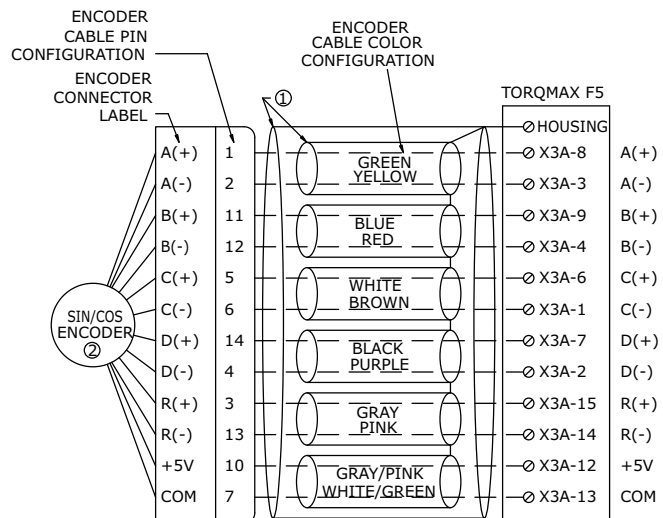 ENCODER
CABLE PIN
CONFIGURATION
ENCODER
CONNECTOR
LABEL
ENCODER
CABLE COLOR
CONFIGURATION
①
TORQMAX F5
HOUSING
A(+) 1 GREEN X3A-8 A(+)
A(-) 2 YELLOW X3A-3 A(-)
B(+) 11 BLUE X3A-9 B(+)
B(-) 12 RED X3A-4 B(-)
C(+) 5 WHITE X3A-6 C(+)
C(-) 6 BROWN X3A-1 C(-)
D(+) 14 BLACK X3A-7 D(+)
D(-) 4 PURPLE X3A-2 D(-)
R(+) 3 GRAY X3A-15 R(+)
R(-) 13 PINK X3A-14 R(-)
+5V 10 GRAY/PINK X3A-12 +5V
COM 7 WHITE/GREEN X3A-13 COM
SIN/COS
ENCODER
②